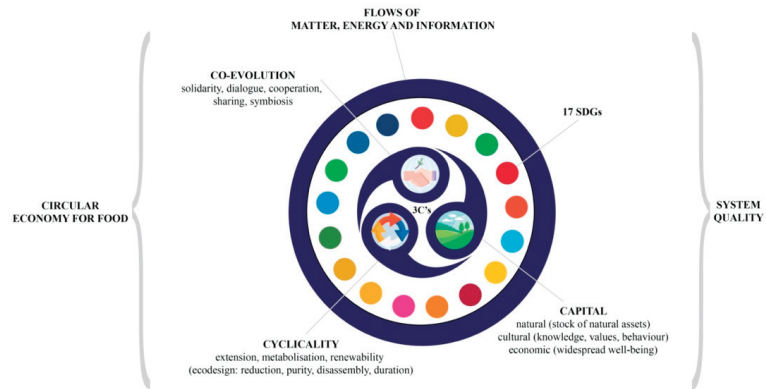 FLOWS OF
MATTER, ENERGY AND INFORMATION
CO-EVOLUTION
solidarity, dialogue, cooperation,
sharing, symbiosis
17 SDGs
CIRCULAR
ECONOMY FOR FOOD
3C's
SYSTEM
QUALITY
CAPITAL
natural (stock of natural assets)
cultural (knowledge, values, behaviour)
economic (widespread well-being)
CYCLICALITY
extension, metabolisation, renewability
(ecodesign: reduction, purity, disassembly, duration)